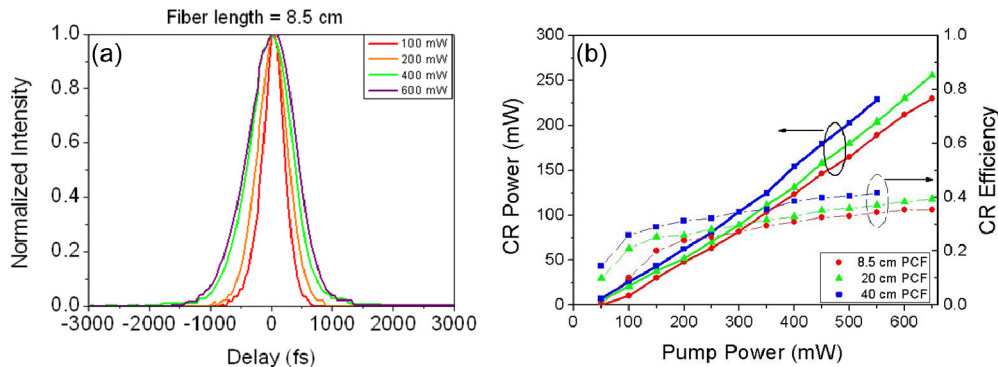 Fiber length = 8.5 cm
(a)
100 mW
200 mW
400 mW
600 mW
Normalized Intensity
1.0
0.8
0.6
0.4
0.2
0.0
-3000 -2000 -1000 0 1000 2000 3000
Delay (fs)
(b)
CR Power (mW)
300
250
200
150
100
50
0
1.0
0.8
0.6
0.4
0.2
0.0
CR Efficiency
8.5 cm PCF
20 cm PCF
40 cm PCF
0 100 200 300 400 500 600
Pump Power (mW)